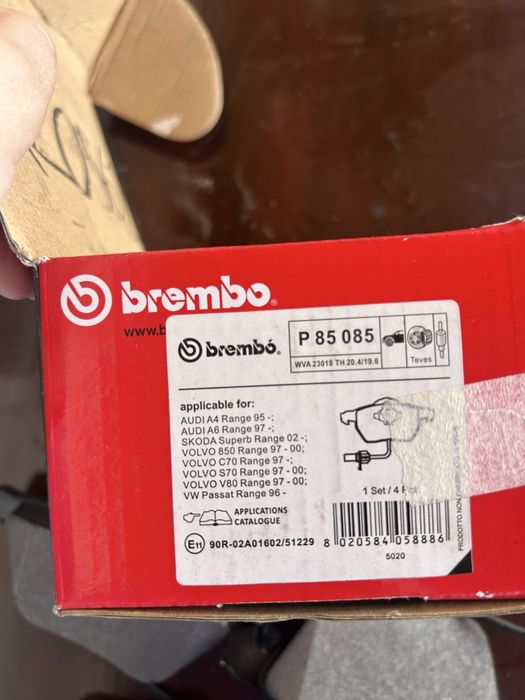 brembo®
www.b
brembo®
P 85 085
WVA 23018 TH 20.4/19.6
Teves
applicable for:
AUDI A4 Range 95 -;
AUDI A6 Range 97 -;
SKODA Superb Range 02 -;
VOLVO 850 Range 97 - 00;
VOLVO C70 Range 97 -;
VOLVO S70 Range 97 - 00;
VOLVO V80 Range 97 - 00;
VW Passat Range 96 -
1 Set / 4
APPLICATIONS
CATALOGUE
E11 90R-02A01602/51229
8 020584 058886
5020
PRODOTTO NON